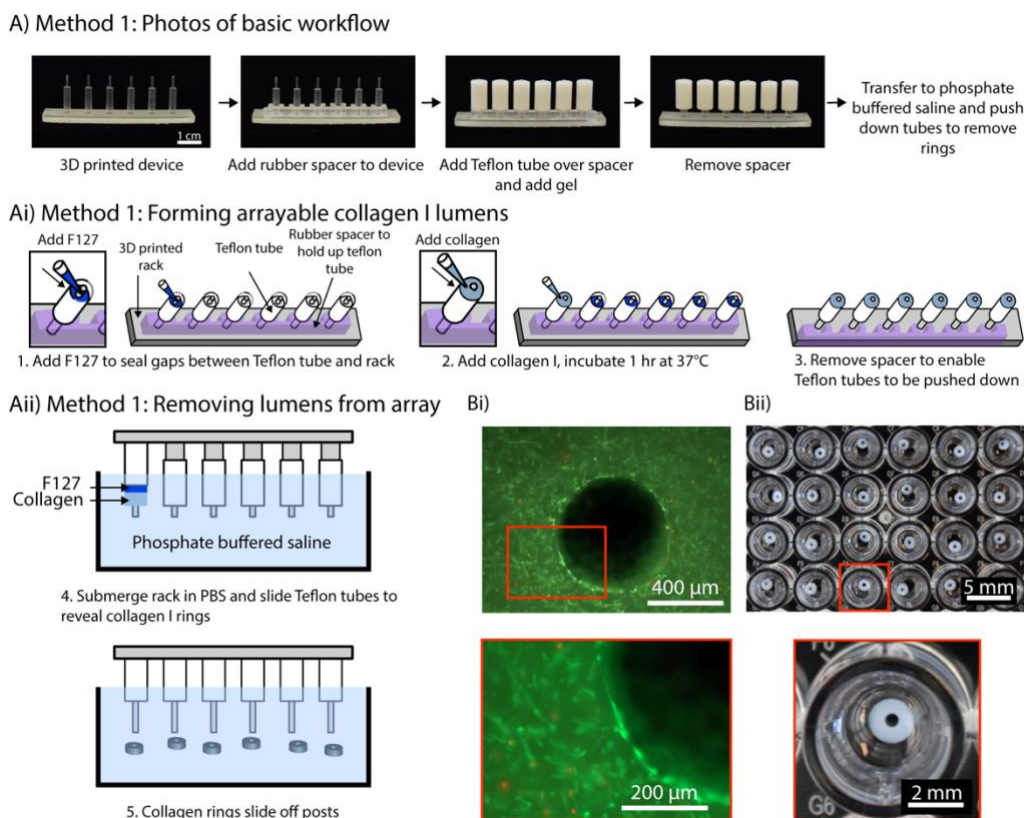 A) Method 1: Photos of basic workflow
1 cm
3D printed device
Add rubber spacer to device
Add Teflon tube over spacer
and add gel
Remove spacer
Transfer to phosphate
buffered saline and push
down tubes to remove
rings
Ai) Method 1: Forming arrayable collagen I lumens
Add F127
3D printed
rack
Teflon tube
Rubber spacer to
hold up teflon
tube
Add collagen
1. Add F127 to seal gaps between Teflon tube and rack
2. Add collagen I, incubate 1 hr at 37°C
3. Remove spacer to enable
Teflon tubes to be pushed down
Aii) Method 1: Removing lumens from array
F127
Collagen
Phosphate buffered saline
4. Submerge rack in PBS and slide Teflon tubes to
reveal collagen I rings
5. Collagen rings slide off posts
Bi)
400 μm
200 μm
Bii)
5 mm
G6
2 mm